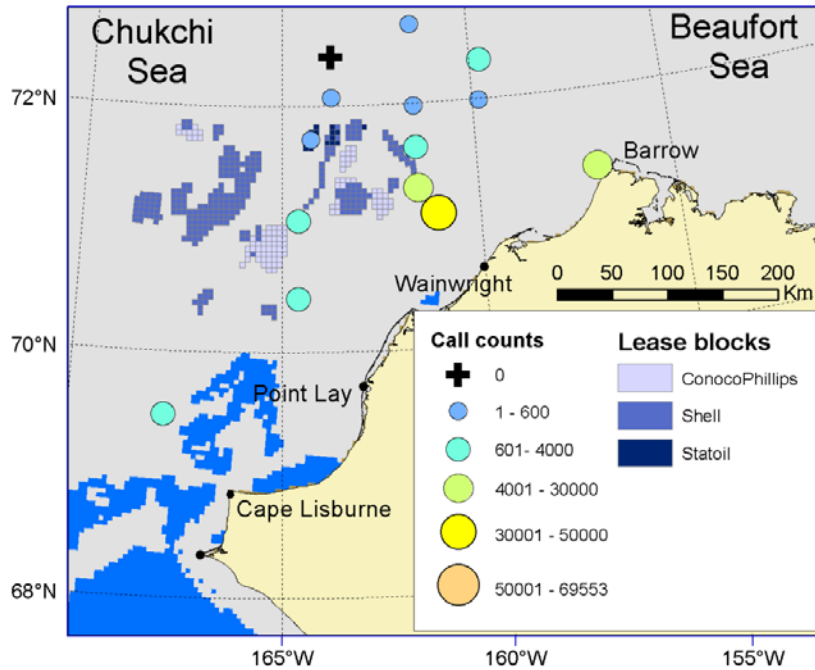 Chukchi
Sea
Beaufort
Sea
72°N
Barrow
Wainwright
0 50 100 150 200
Km
70°N
Point Lay
Cape Lisburne
68°N
Call counts
0
1 - 600
601- 4000
4001 - 30000
30001 - 50000
50001 - 69553
Lease blocks
ConocoPhillips
Shell
Statoil
165°W
160°W
155°W